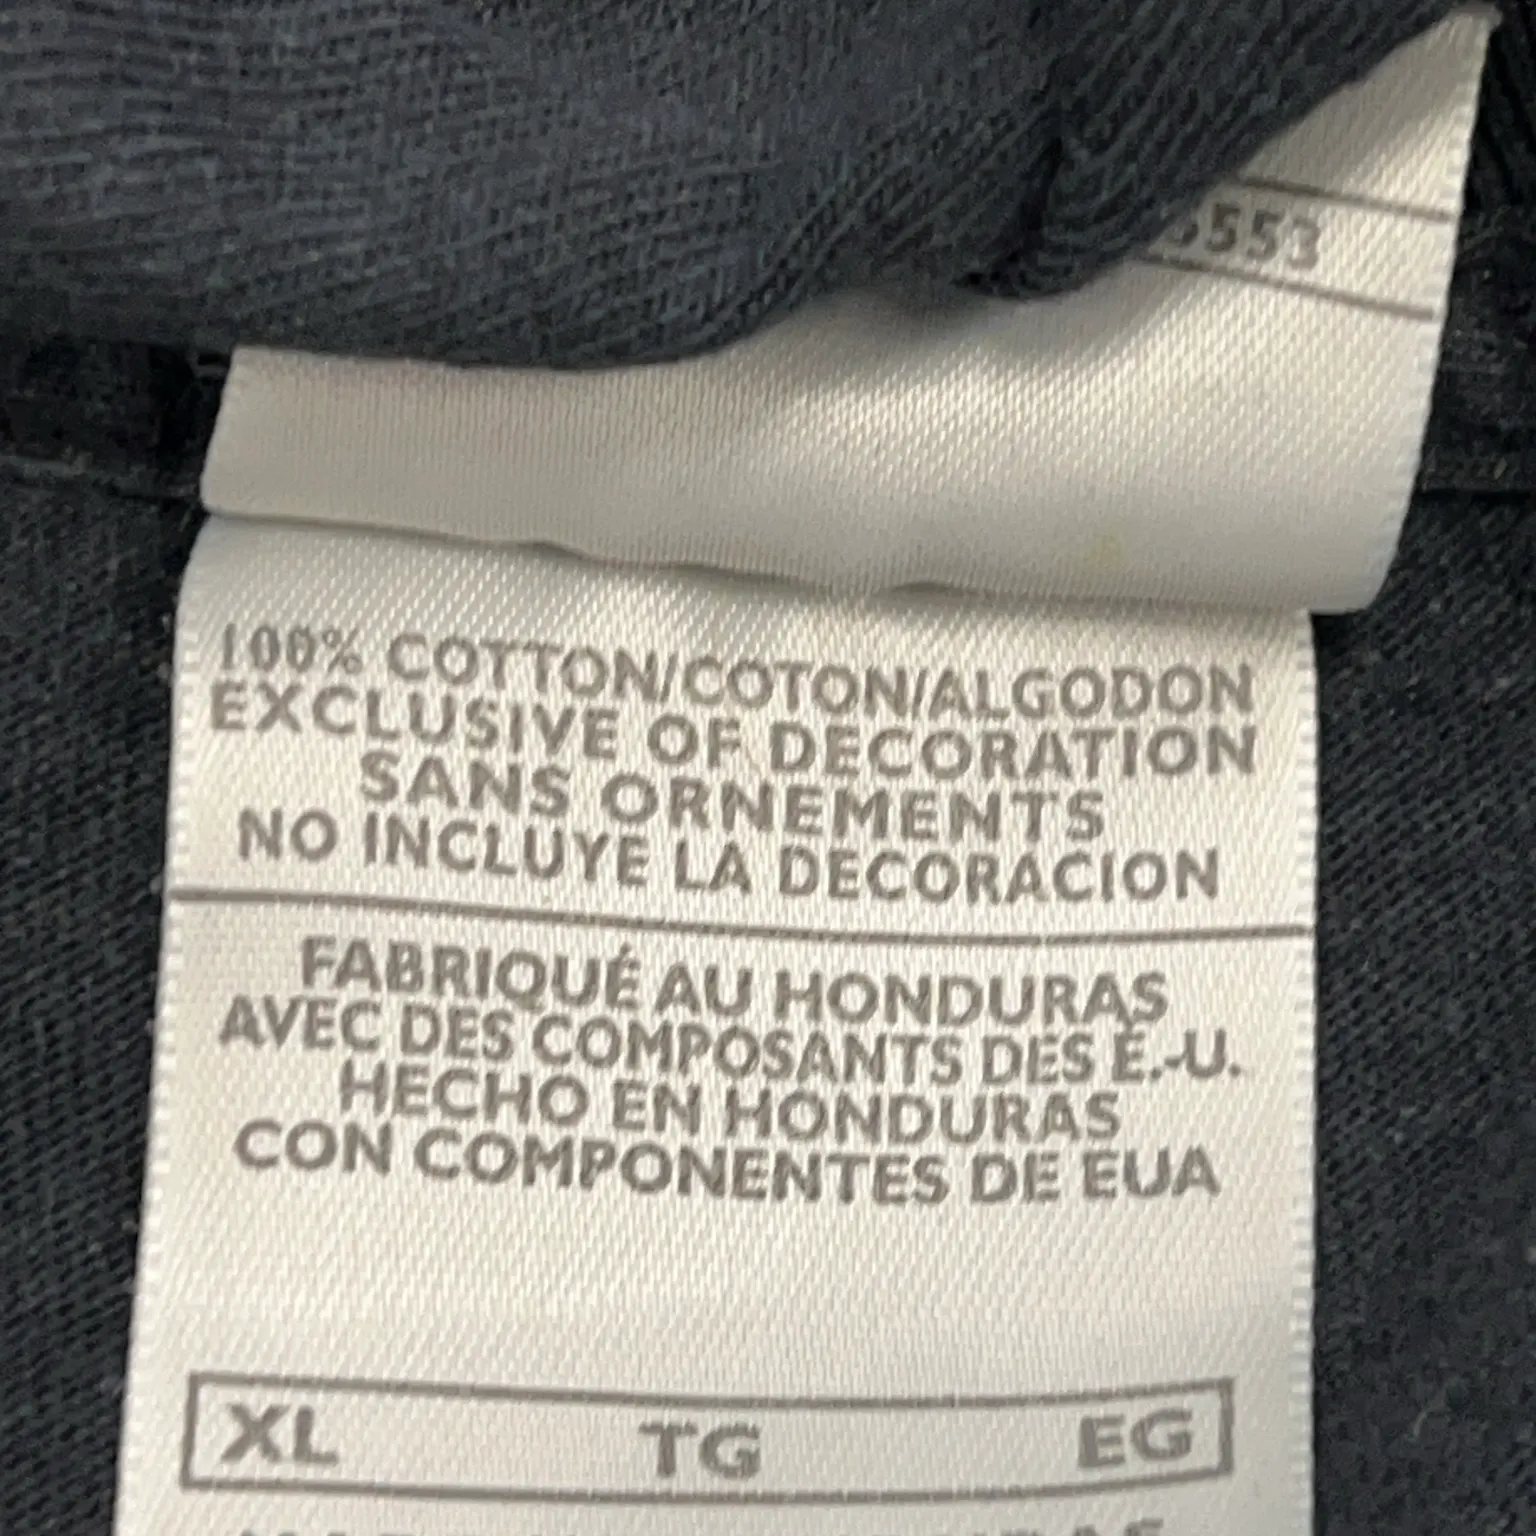 553
100% COTTON/COTON/ALGODON
EXCLUSIVE OF DECORATION
SANS ORNEMENTS
NO INCLUYE LA DECORACION
FABRIQUÉ AU HONDURAS
AVEC DES COMPOSANTS DES É.-U.
HECHO EN HONDURAS
CON COMPONENTES DE EUA
XL TG EG